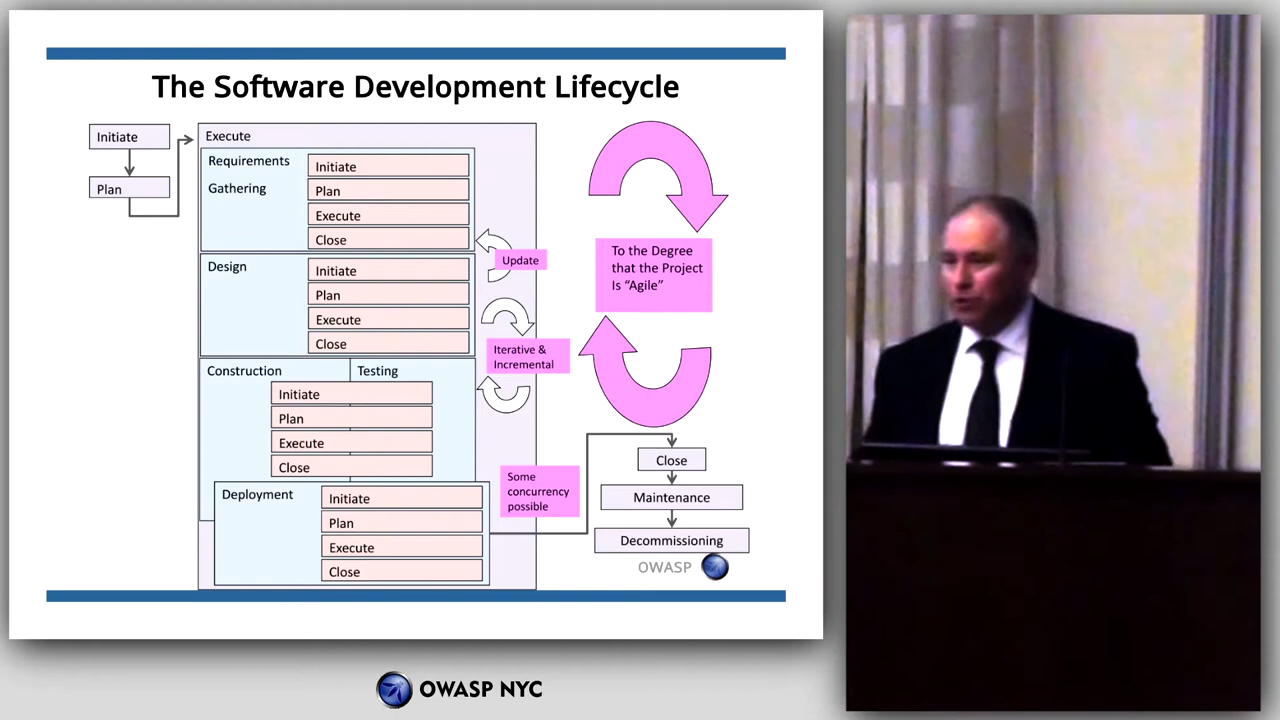 The Software Development Lifecycle
Initiate
Plan
Execute
Requirements
Gathering
Initiate
Plan
Execute
Close
Update
Design
Initiate
Plan
Execute
Close
Iterative &
Incremental
Construction
Testing
Initiate
Plan
Execute
Close
Deployment
Initiate
Plan
Execute
Close
Some
concurrency
possible
To the Degree
that the Project
Is “Agile”
Close
Maintenance
Decommissioning
OWASP
OWASP NYC